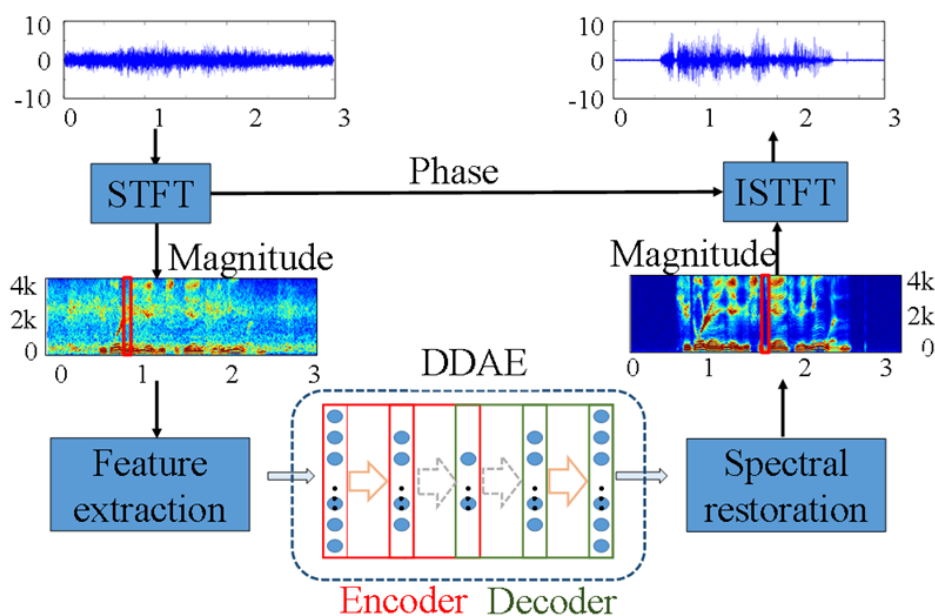 10
0
-10
0 1 2 3
10
0
-10
0 1 2 3
STFT
Phase
ISTFT
Magnitude
Magnitude
4k
2k
0
0 1 2 3
4k
2k
0
0 1 2 3
DDAE
Feature
extraction
Spectral
restoration
Encoder Decoder